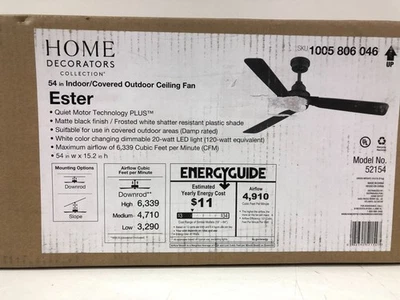 HOME
DECORATORS
COLLECTION
SKU 1005 806 046
UP
54 in Indoor/Covered Outdoor Ceiling Fan
Ester
• Quiet Motor Technology PLUS™
• Matte black finish / Frosted white shatter resistant plastic shade
• Suitable for use in covered outdoor areas (Damp rated)
• White color changing dimmable 20-watt LED light (120-watt equivalent)
• Maximum airflow of 6,339 Cubic Feet per Minute (CFM)
• 54 in w x 15.2 in h
Model No.
52154
Mounting Options
Downrod
Slope
Airflow Cubic
Feet per Minute
Downrod
High 6,339
Medium 4,710
Low 3,290
ENERGYGUIDE
Estimated
Yearly Energy Cost
$11
Airflow
4,910